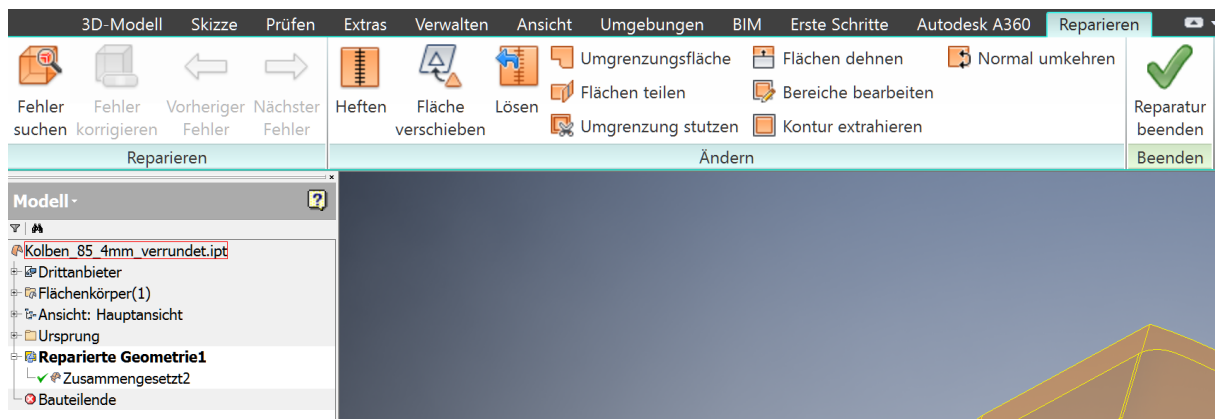 3D-Modell Skizze Prüfen Extras Verwalten Ansicht Umgebungen BIM Erste Schritte Autodesk A360 Reparieren
Fehler suchen
Fehler korrigieren
Vorheriger Fehler
Nächster Fehler
Heften
Fläche verschieben
Lösen
Umgrenzungsfläche
Flächen teilen
Umgrenzung stutzen
Flächen dehnen
Bereiche bearbeiten
Kontur extrahieren
Normal umkehren
Reparatur beenden
Reparieren Ändern Beenden
Modell
Kolben_85_4mm_verrundet.ipt
Drittanbieter
Flächenkörper(1)
Ansicht: Hauptansicht
Ursprung
Reparierte Geometrie1
Zusammengesetzt2
Bauteilende